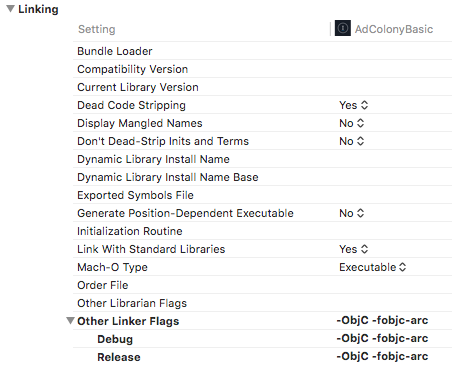 Linking
Setting AdColonyBasic
Bundle Loader
Compatibility Version
Current Library Version
Dead Code Stripping Yes
Display Mangled Names No
Don't Dead-Strip Inits and Terms No
Dynamic Library Install Name
Dynamic Library Install Name Base
Exported Symbols File
Generate Position-Dependent Executable No
Initialization Routine
Link With Standard Libraries Yes
Mach-O Type Executable
Order File
Other Librarian Flags
Other Linker Flags -ObjC -fobjc-arc
Debug -ObjC -fobjc-arc
Release -ObjC -fobjc-arc